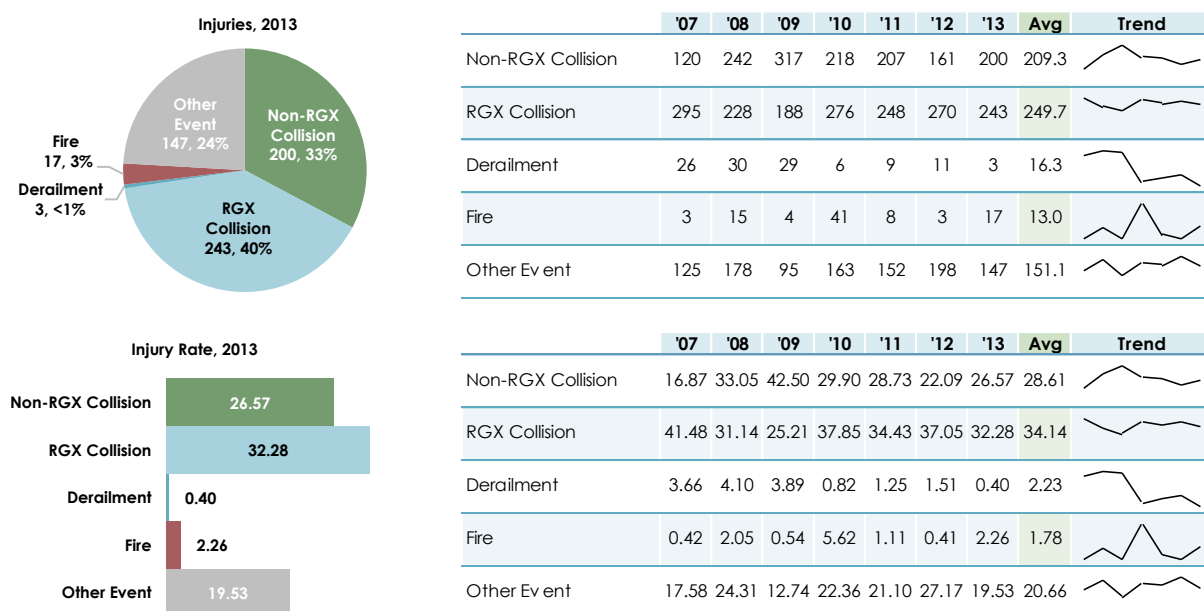 Injuries, 2013
Other
Event
147, 24%
Non-RGX
Collision
200, 33%
Fire
17, 3%
Derailment
3, <1%
RGX
Collision
243, 40%
'07 '08 '09 '10 '11 '12 '13 Avg Trend
Non-RGX Collision 120 242 317 218 207 161 200 209.3
RGX Collision 295 228 188 276 248 270 243 249.7
Derailment 26 30 29 6 9 11 3 16.3
Fire 3 15 4 41 8 3 17 13.0
Other Event 125 178 95 163 152 198 147 151.1
Injury Rate, 2013
Non-RGX Collision 26.57
RGX Collision 32.28
Derailment 0.40
Fire 2.26
Other Event 19.53
'07 '08 '09 '10 '11 '12 '13 Avg Trend
Non-RGX Collision 16.87 33.05 42.50 29.90 28.73 22.09 26.57 28.61
RGX Collision 41.48 31.14 25.21 37.85 34.43 37.05 32.28 34.14
Derailment 3.66 4.10 3.89 0.82 1.25 1.51 0.40 2.23
Fire 0.42 2.05 0.54 5.62 1.11 0.41 2.26 1.78
Other Event 17.58 24.31 12.74 22.36 21.10 27.17 19.53 20.66